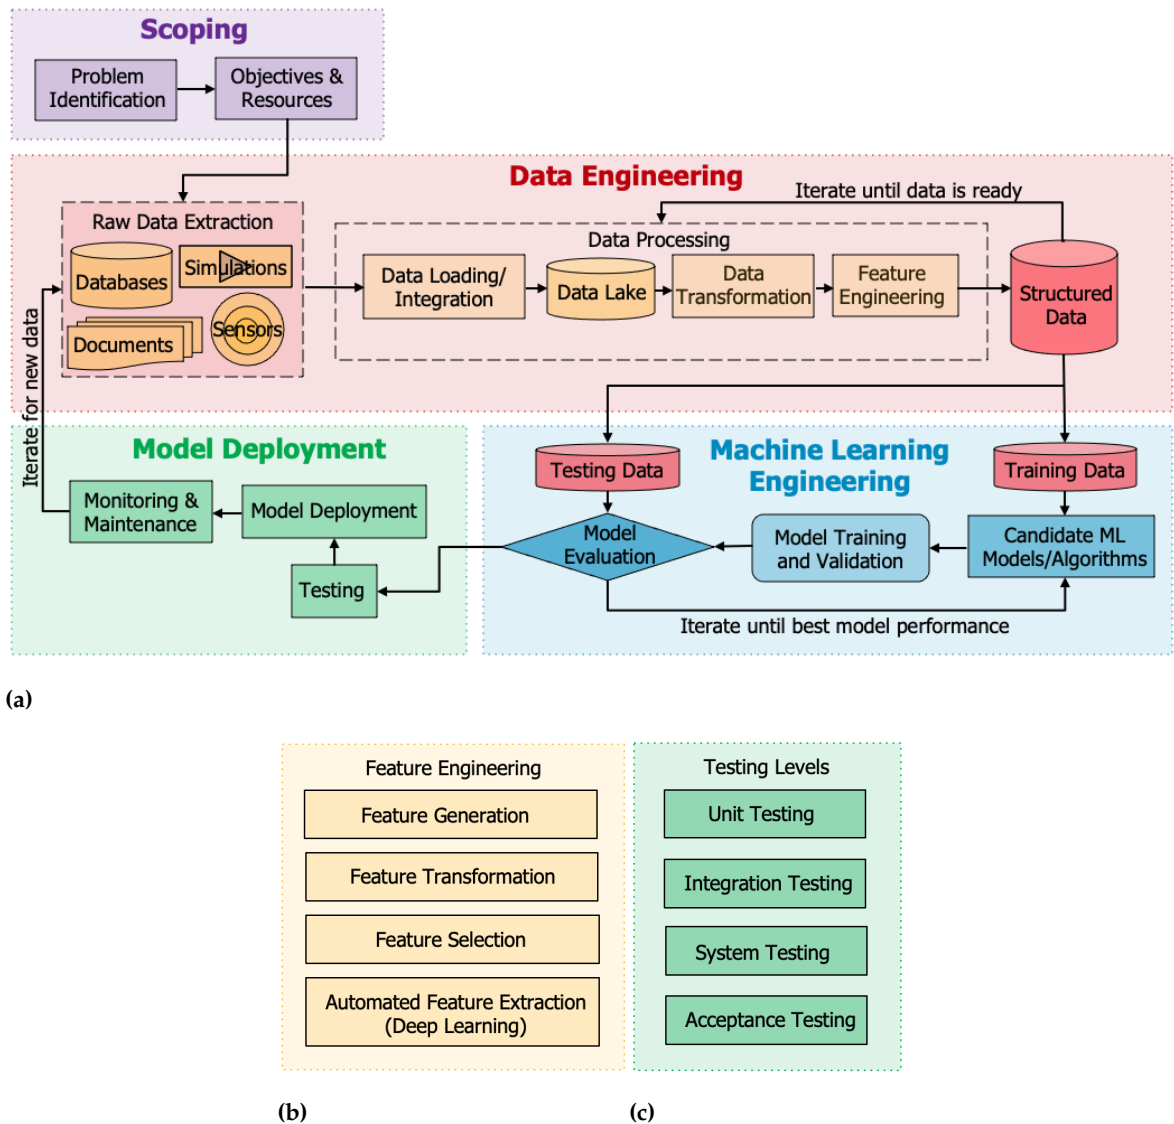 Scoping
Problem
Identification
Objectives &
Resources
Data Engineering
Iterate until data is ready
Raw Data Extraction
Databases
Simulations
Documents
Sensors
Data Processing
Data Loading/
Integration
Data Lake
Data
Transformation
Feature
Engineering
Structured
Data
Iterate for new data
Model Deployment
Monitoring &
Maintenance
Model Deployment
Testing
Machine Learning
Engineering
Testing Data
Training Data
Model
Evaluation
Model Training
and Validation
Candidate ML
Models/Algorithms
Iterate until best model performance
(a)
Feature Engineering
Feature Generation
Feature Transformation
Feature Selection
Automated Feature Extraction
(Deep Learning)
(b)
Testing Levels
Unit Testing
Integration Testing
System Testing
Acceptance Testing
(c)